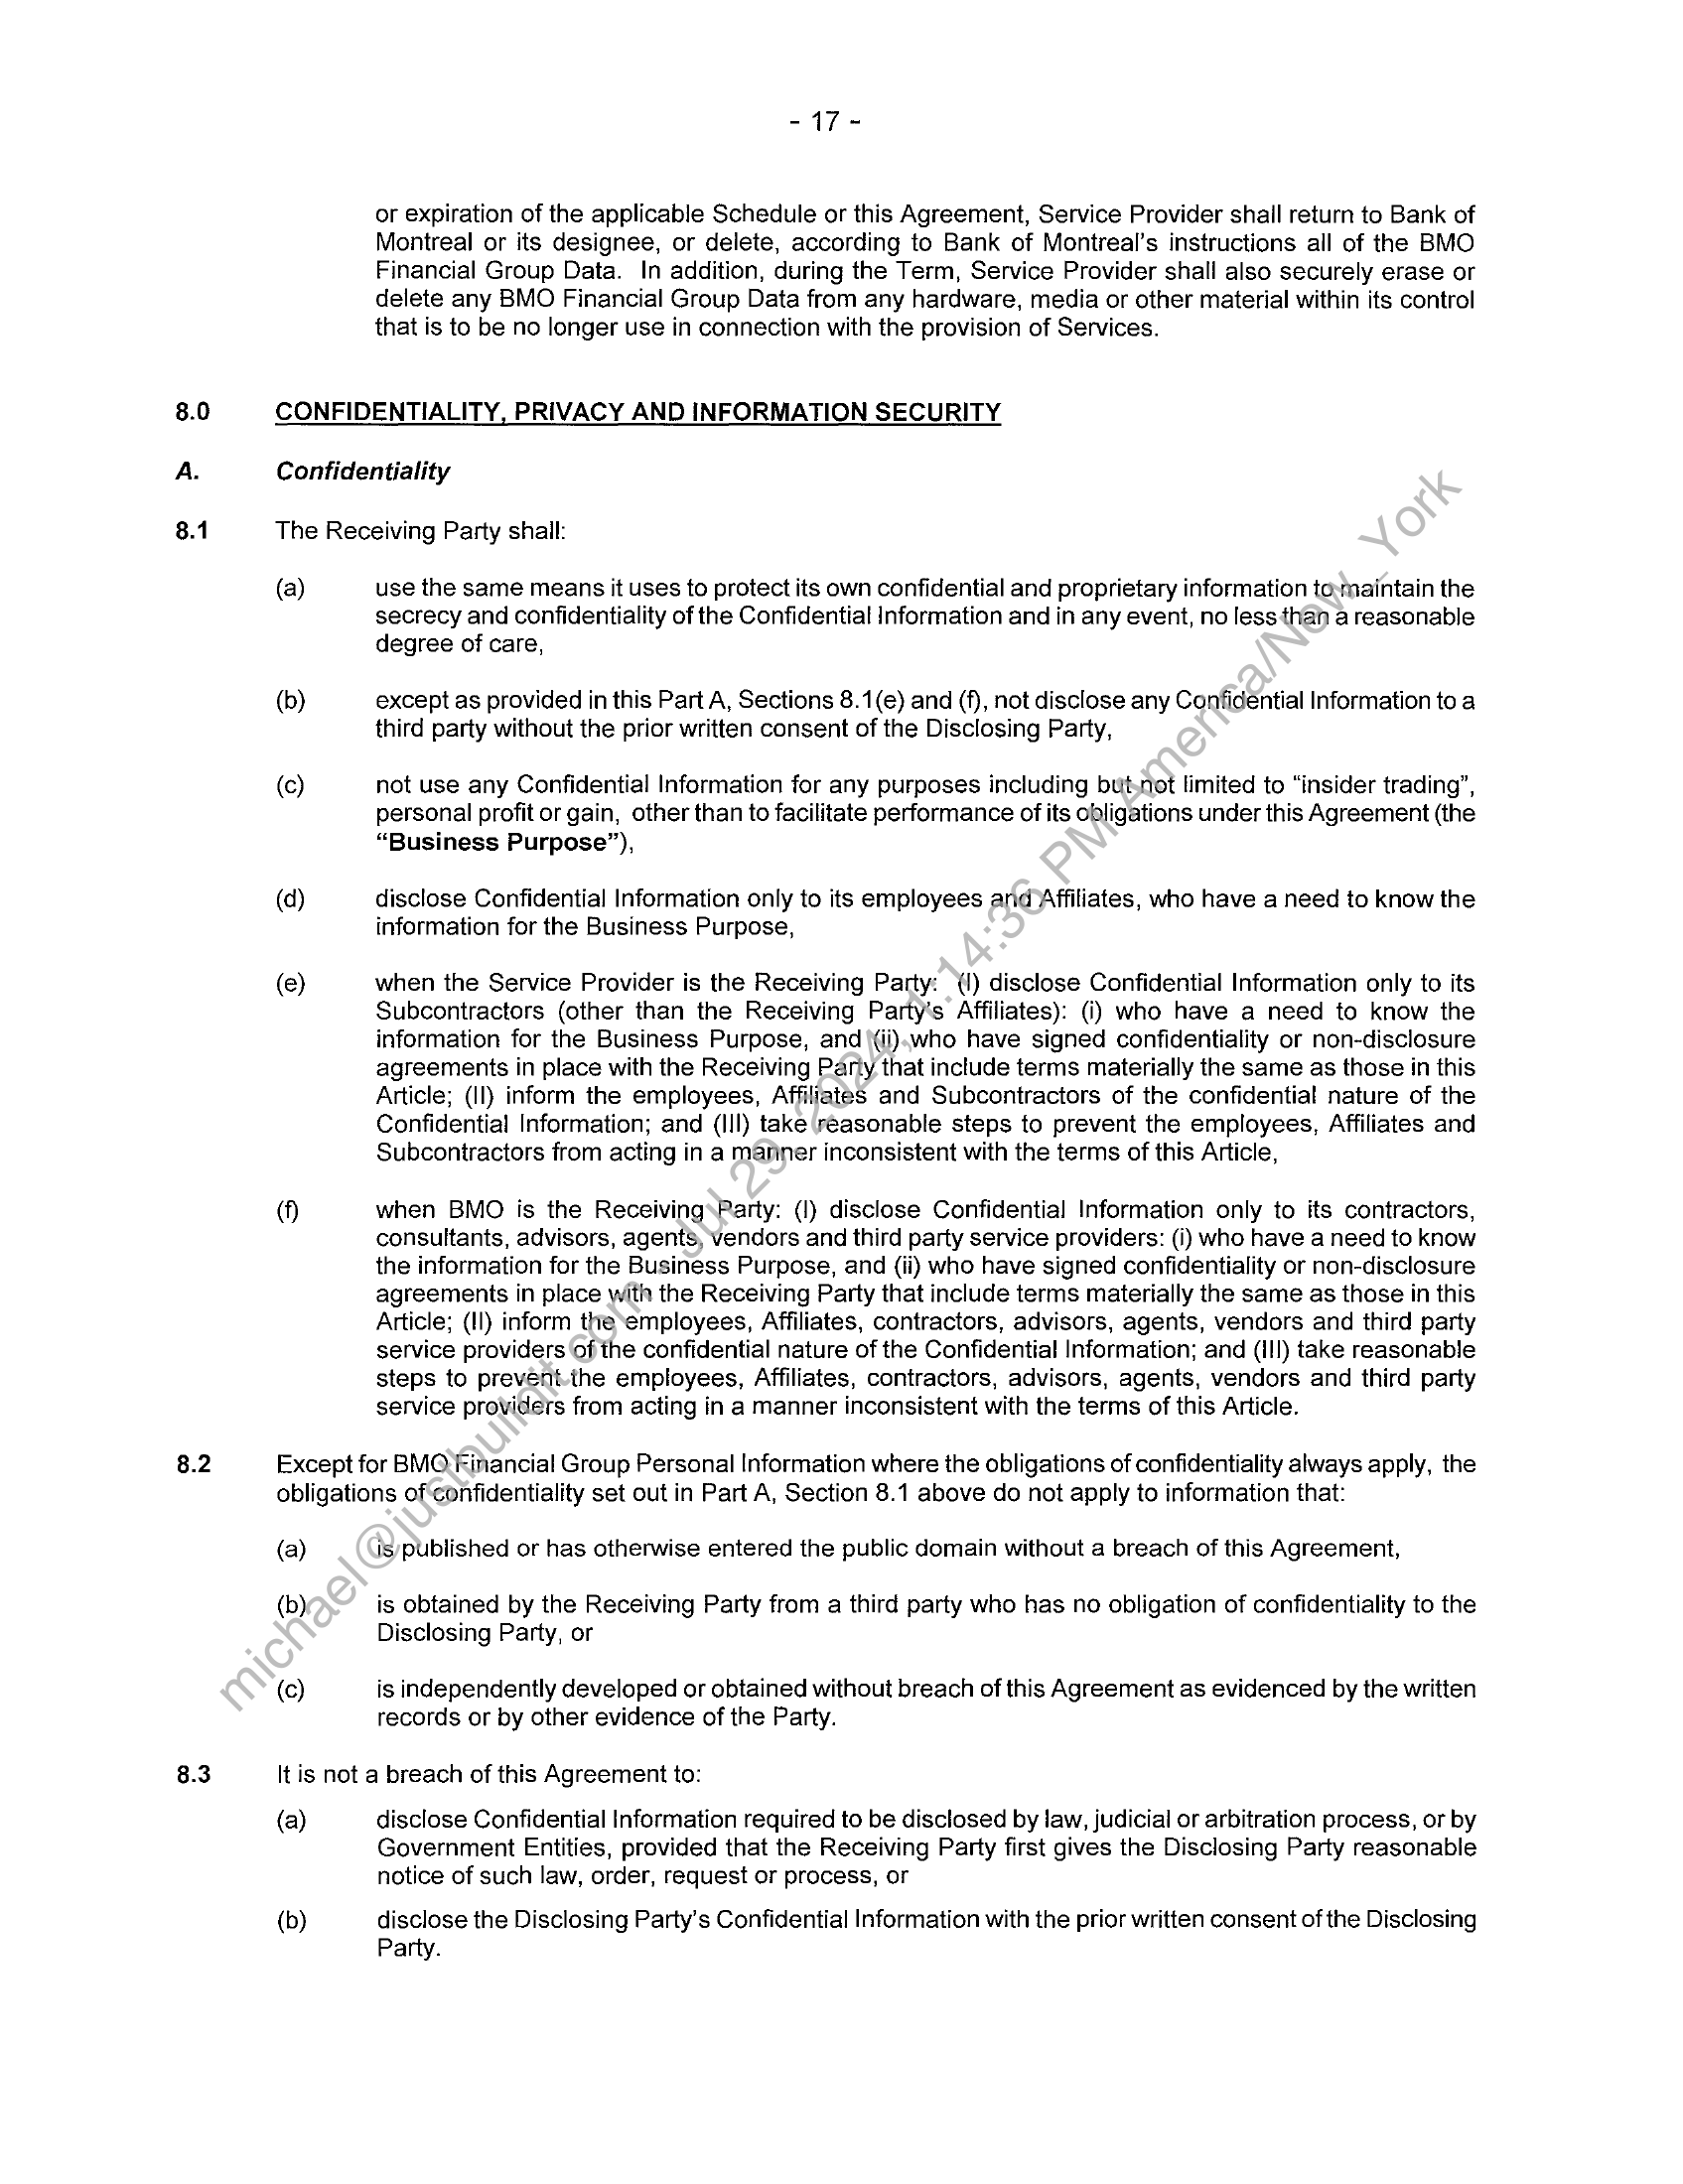 - 17 -
or expiration of the applicable Schedule or this Agreement, Service Provider shall return to Bank of
Montreal or its designee, or delete, according to Bank of Montreal's instructions all of the BMO
Financial Group Data. In addition, during the Term, Service Provider shall also securely erase or
delete any BMO Financial Group Data from any hardware, media or other material within its control
that is to be no longer use in connection with the provision of Services.
8.0 CONFIDENTIALITY, PRIVACY AND INFORMATION SECURITY
A. Confidentiality
8.1 The Receiving Party shall:
(a) use the same means it uses to protect its own confidential and proprietary information to maintain the
secrecy and confidentiality of the Confidential Information and in any event, no less than a reasonable
degree of care,
(b) except as provided in this Part A, Sections 8.1(e) and (f), not disclose any Confidential Information to a
third party without the prior written consent of the Disclosing Party,
(c) not use any Confidential Information for any purposes including but not limited to “insider trading”,
personal profit or gain, other than to facilitate performance of its obligations under this Agreement (the
“Business Purpose”),
(d) disclose Confidential Information only to its employees and Affiliates, who have a need to know the
information for the Business Purpose,
(e) when the Service Provider is the Receiving Party: (I) disclose Confidential Information only to its
Subcontractors (other than the Receiving Party's Affiliates): (i) who have a need to know the
information for the Business Purpose, and (ii) who have signed confidentiality or non-disclosure
agreements in place with the Receiving Party that include terms materially the same as those in this
Article; (II) inform the employees, Affiliates and Subcontractors of the confidential nature of the
Confidential Information; and (III) take reasonable steps to prevent the employees, Affiliates and
Subcontractors from acting in a manner inconsistent with the terms of this Article,
(f) when BMO is the Receiving Party: (I) disclose Confidential Information only to its contractors,
consultants, advisors, agents, vendors and third party service providers: (i) who have a need to know
the information for the Business Purpose, and (ii) who have signed confidentiality or non-disclosure
agreements in place with the Receiving Party that include terms materially the same as those in this
Article; (II) inform the employees, Affiliates, contractors, advisors, agents, vendors and third party
service providers of the confidential nature of the Confidential Information; and (III) take reasonable
steps to prevent the employees, Affiliates, contractors, advisors, agents, vendors and third party
service providers from acting in a manner inconsistent with the terms of this Article.
8.2 Except for BMO Financial Group Personal Information where the obligations of confidentiality always apply, the
obligations of confidentiality set out in Part A, Section 8.1 above do not apply to information that:
(a) is published or has otherwise entered the public domain without a breach of this Agreement,
(b) is obtained by the Receiving Party from a third party who has no obligation of confidentiality to the
Disclosing Party, or
(c) is independently developed or obtained without breach of this Agreement as evidenced by the written
records or by other evidence of the Party.
8.3 It is not a breach of this Agreement to:
(a) disclose Confidential Information required to be disclosed by law, judicial or arbitration process, or by
Government Entities, provided that the Receiving Party first gives the Disclosing Party reasonable
notice of such law, order, request or process, or
(b) disclose the Disclosing Party's Confidential Information with the prior written consent of the Disclosing
Party.
michael@justbuildit.com - Jul 29, 2024, 1:14:36 PM America/New_York